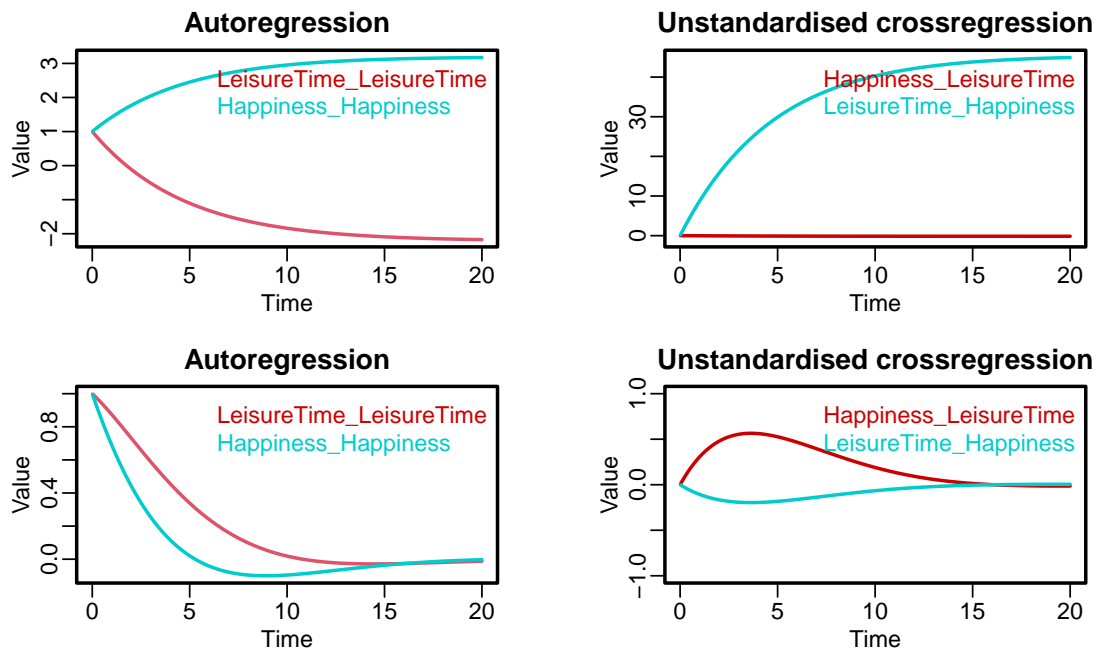 Autoregression
Value
3
2
1
0
−2
LeisureTime_LeisureTime
Happiness_Happiness
0
5
10
15
20
Time
Unstandardised crossregression
Value
30
10
0
Happiness_LeisureTime
LeisureTime_Happiness
0
5
10
15
20
Time
Autoregression
Value
0.8
0.4
0.0
LeisureTime_LeisureTime
Happiness_Happiness
0
5
10
15
20
Time
Unstandardised crossregression
Value
1.0
0.0
−1.0
Happiness_LeisureTime
LeisureTime_Happiness
0
5
10
15
20
Time